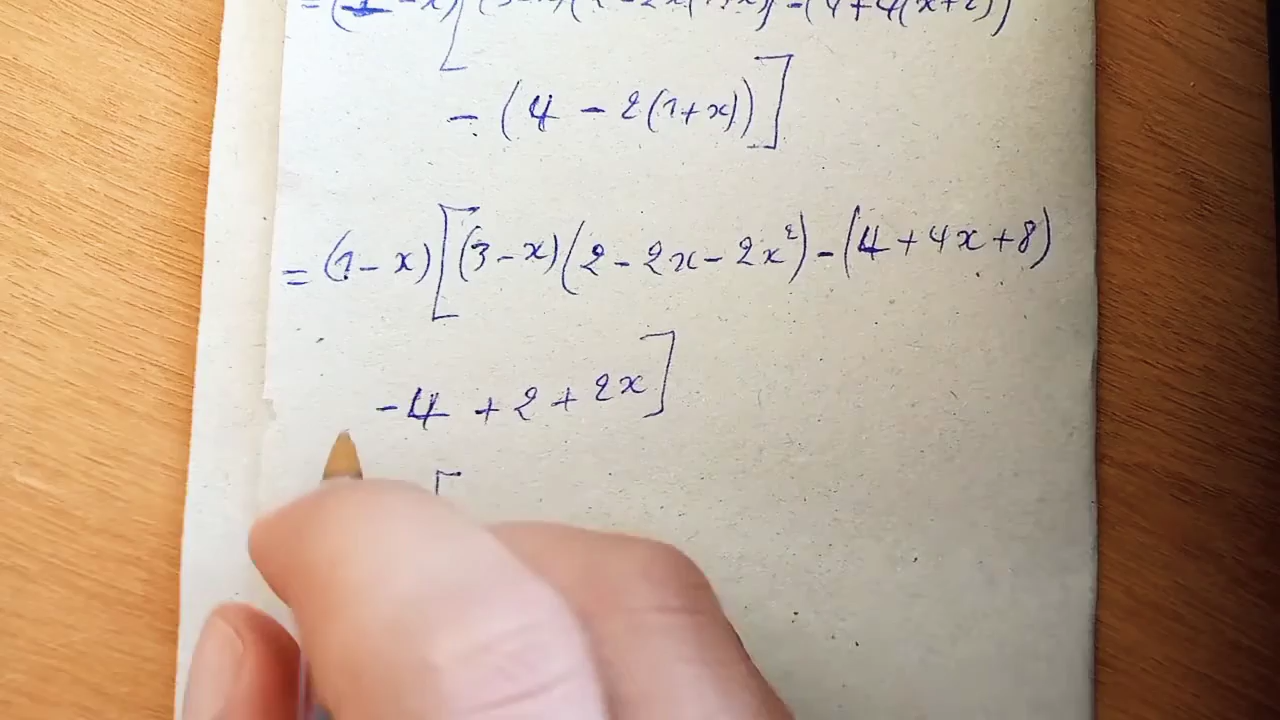 - (4 - 2(1+x))]
= (1-x)[(3-x)(2-2x-2x²)-(4+4x+8)
-4 +2+2x]
[